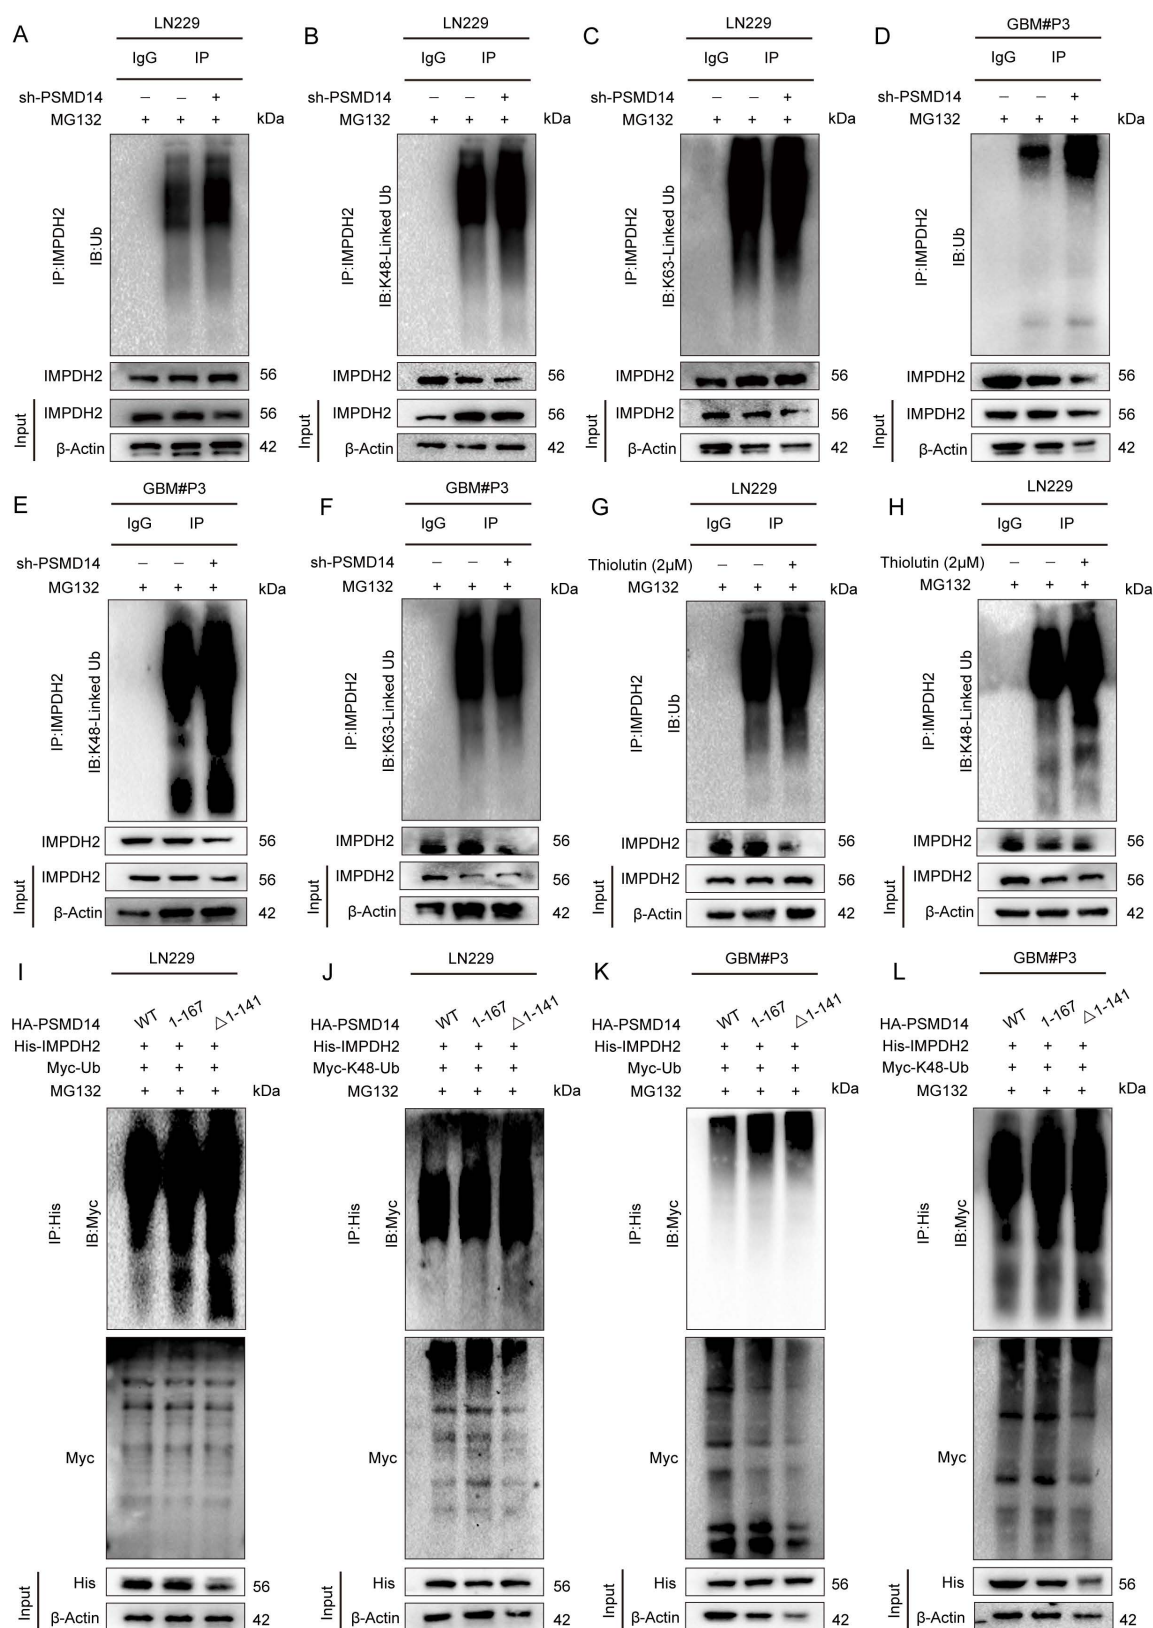 A
LN229
IgG IP
sh-PSMD14 – – +
MG132 + + + kDa
IP:IMPDH2
IB:Ub
IMPDH2 56
Input
IMPDH2 56
β-Actin 42
B
LN229
IgG IP
sh-PSMD14 – – +
MG132 + + + kDa
IP:IMPDH2
IB:K48-Linked Ub
IMPDH2 56
Input
IMPDH2 56
β-Actin 42
C
LN229
IgG IP
sh-PSMD14 – – +
MG132 + + + kDa
IP:IMPDH2
IB:K63-Linked Ub
IMPDH2 56
Input
IMPDH2 56
β-Actin 42
D
GBM#P3
IgG IP
sh-PSMD14 – – +
MG132 + + + kDa
IP:IMPDH2
IB:Ub
IMPDH2 56
Input
IMPDH2 56
β-Actin 42
E
GBM#P3
IgG IP
sh-PSMD14 – – +
MG132 + + + kDa
IP:IMPDH2
IB:K48-Linked Ub
IMPDH2 56
Input
IMPDH2 56
β-Actin 42
F
GBM#P3
IgG IP
sh-PSMD14 – – +
MG132 + + + kDa
IP:IMPDH2
IB:K63-Linked Ub
IMPDH2 56
Input
IMPDH2 56
β-Actin 42
G
LN229
IgG IP
Thiolutin (2μM) – – +
MG132 + + + kDa
IP:IMPDH2
IB:Ub
IMPDH2 56
Input
IMPDH2 56
β-Actin 42
H
LN229
IgG IP
Thiolutin (2μM) – – +
MG132 + + + kDa
IP:IMPDH2
IB:K48-Linked Ub
IMPDH2 56
Input
IMPDH2 56
β-Actin 42
I
LN229
HA-PSMD14 WT 1-167 △1-141
His-IMPDH2 + + +
Myc-Ub + + +
MG132 + + + kDa
IP:His
IB:Myc
Myc
Input
His 56
β-Actin 42
J
LN229
HA-PSMD14 WT 1-167 △1-141
His-IMPDH2 + + +
Myc-K48-Ub + + +
MG132 + + + kDa
IP:His
IB:Myc
Myc
Input
His 56
β-Actin 42
K
GBM#P3
HA-PSMD14 WT 1-167 △1-141
His-IMPDH2 + + +
Myc-Ub + + +
MG132 + + + kDa
IP:His
IB:Myc
Myc
Input
His 56
β-Actin 42
L
GBM#P3
HA-PSMD14 WT 1-167 △1-141
His-IMPDH2 + + +
Myc-K48-Ub + + +
MG132 + + + kDa
IP:His
IB:Myc
Myc
Input
His 56
β-Actin 42